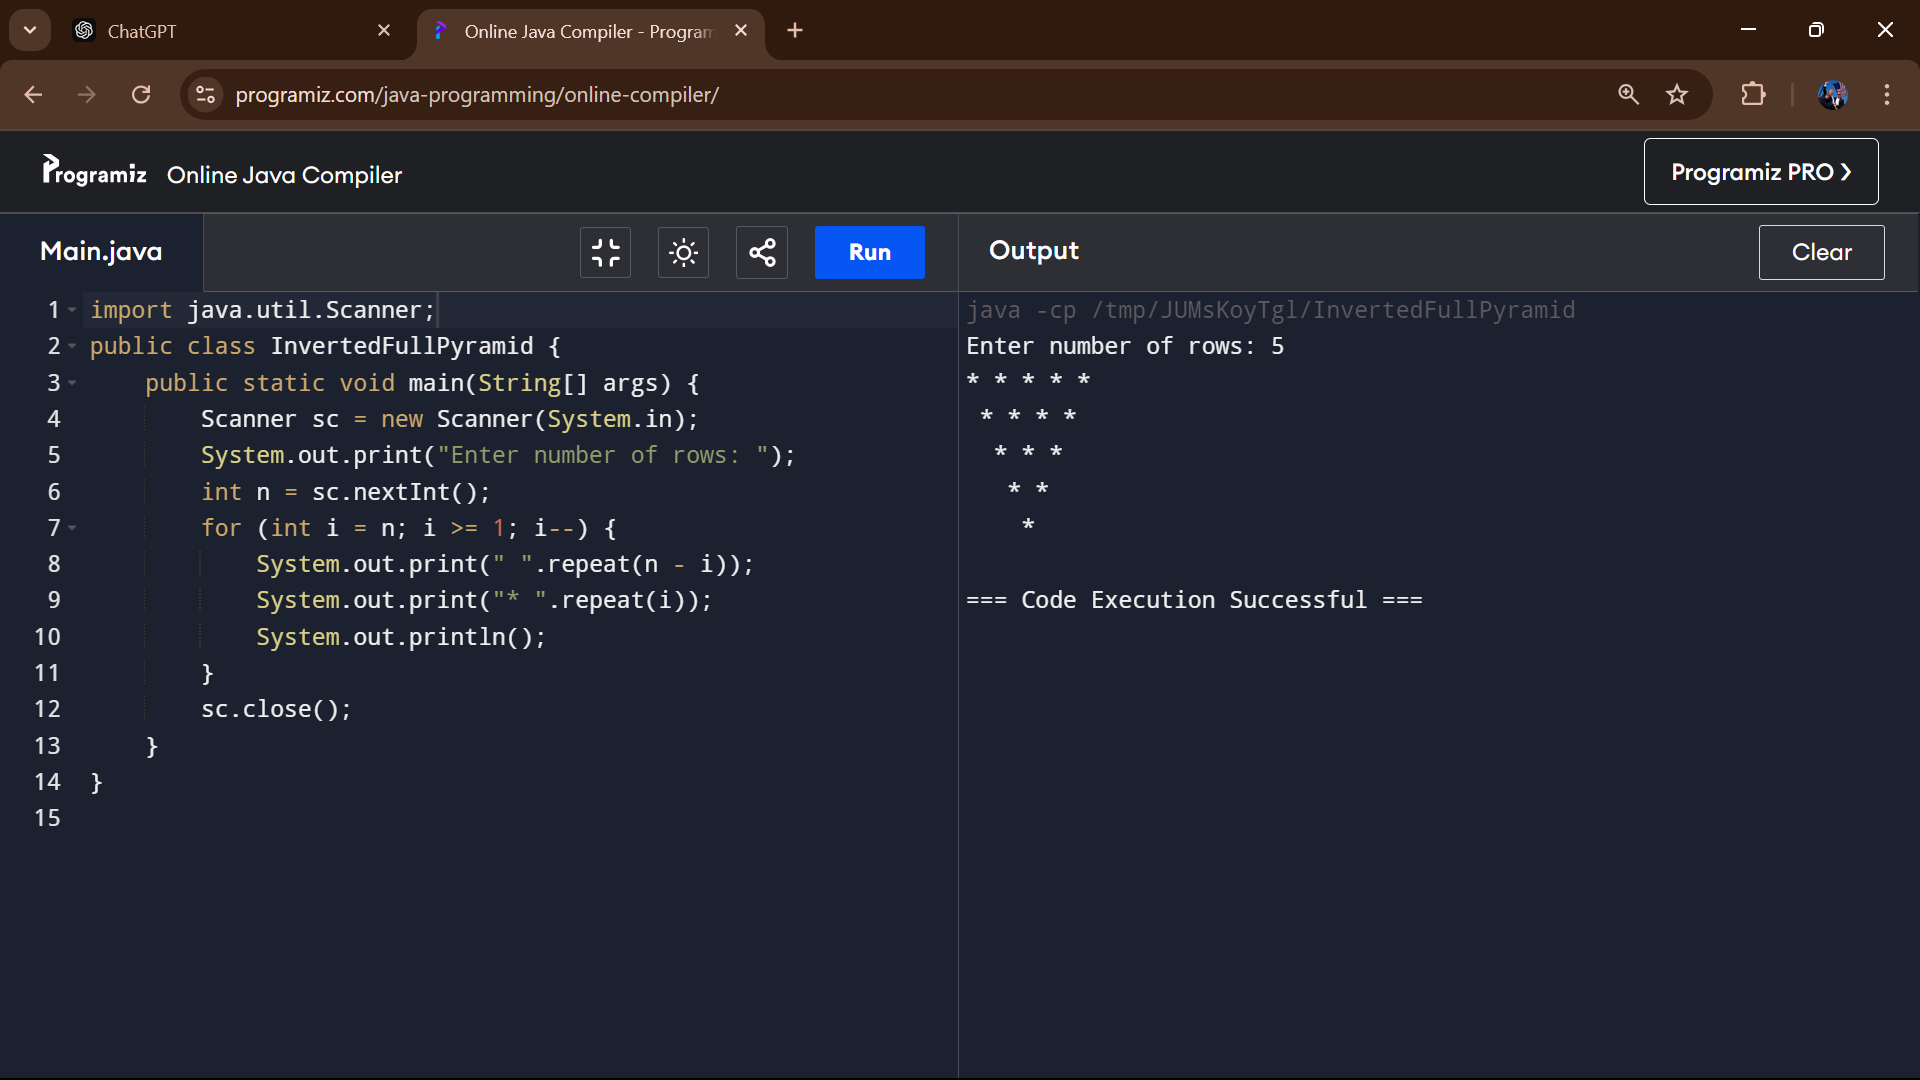 ChatGPT
Online Java Compiler - Program
programiz.com/java-programming/online-compiler/
Programiz Online Java Compiler
Programiz PRO ❯
Main.java
Run
Output
Clear
1 import java.util.Scanner;
2 public class InvertedFullPyramid {
3     public static void main(String[] args) {
4         Scanner sc = new Scanner(System.in);
5         System.out.print("Enter number of rows: ");
6         int n = sc.nextInt();
7         for (int i = n; i >= 1; i--) {
8             System.out.print(" ".repeat(n - i));
9             System.out.print("* ".repeat(i));
10             System.out.println();
11         }
12         sc.close();
13     }
14 }
15
java -cp /tmp/JUMsKoyTgl/InvertedFullPyramid
Enter number of rows: 5
* * * * *
 * * * *
  * * *
   * *
    *
=== Code Execution Successful ===